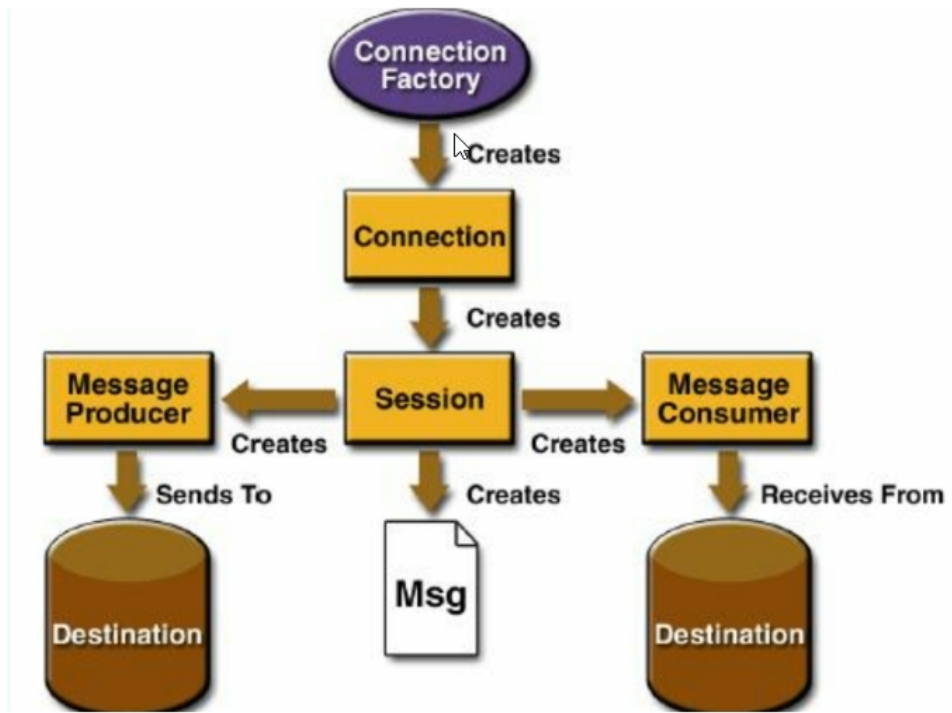 Connection
Factory
Creates
Connection
Creates
Message
Producer
Session
Message
Consumer
Creates
Creates
Sends To
Creates
Receives From
Msg
Destination
Destination